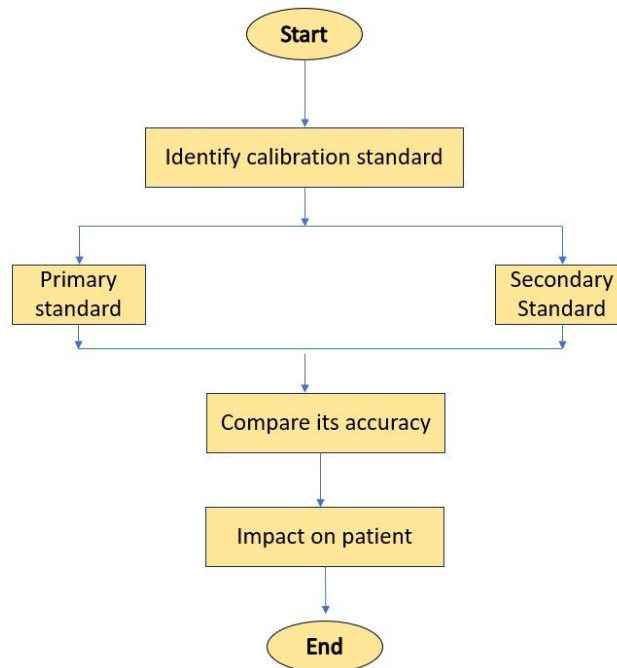 Start
Identify calibration standard
Primary
standard
Secondary
Standard
Compare its accuracy
Impact on patient
End